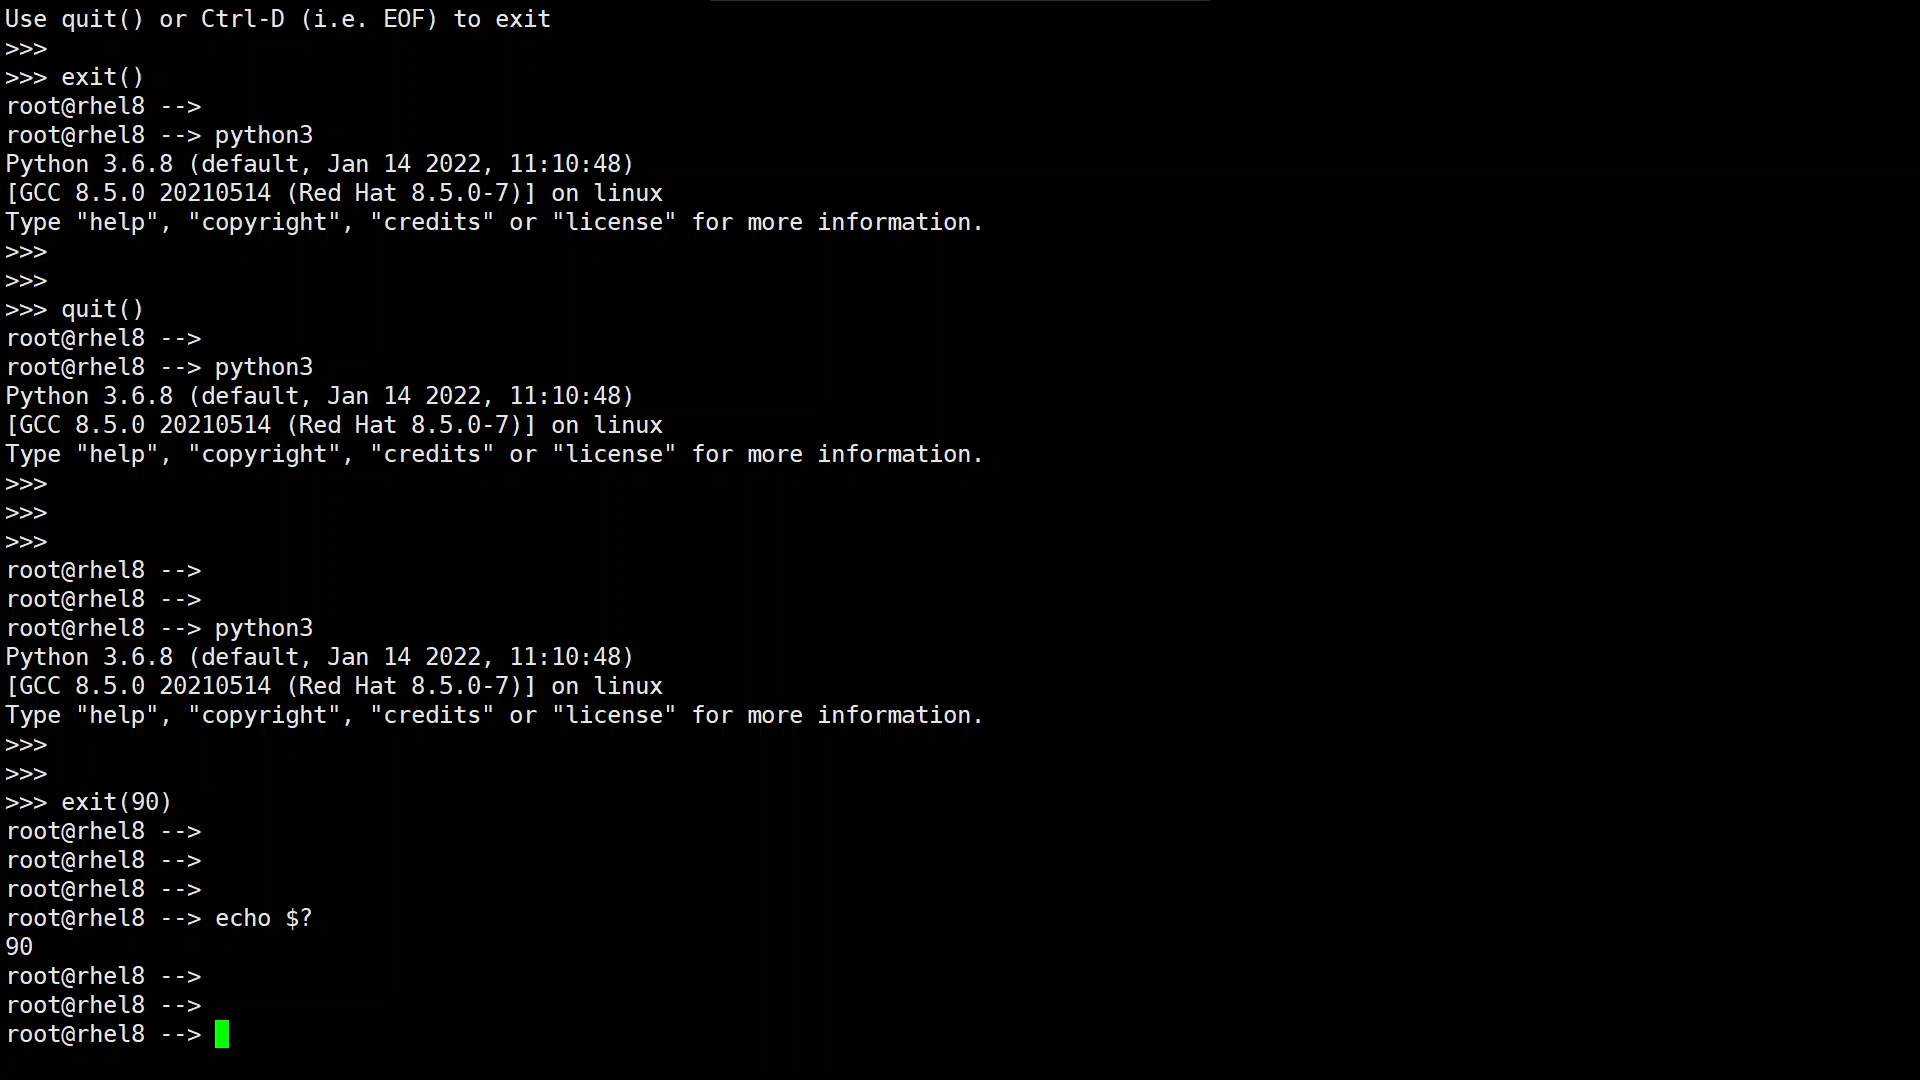 Use quit() or Ctrl-D (i.e. EOF) to exit
>>>
>>> exit()
root@rhel8 -->
root@rhel8 --> python3
Python 3.6.8 (default, Jan 14 2022, 11:10:48)
[GCC 8.5.0 20210514 (Red Hat 8.5.0-7)] on linux
Type "help", "copyright", "credits" or "license" for more information.
>>>
>>>
>>> quit()
root@rhel8 -->
root@rhel8 --> python3
Python 3.6.8 (default, Jan 14 2022, 11:10:48)
[GCC 8.5.0 20210514 (Red Hat 8.5.0-7)] on linux
Type "help", "copyright", "credits" or "license" for more information.
>>>
>>>
>>>
root@rhel8 -->
root@rhel8 -->
root@rhel8 --> python3
Python 3.6.8 (default, Jan 14 2022, 11:10:48)
[GCC 8.5.0 20210514 (Red Hat 8.5.0-7)] on linux
Type "help", "copyright", "credits" or "license" for more information.
>>>
>>>
>>> exit(90)
root@rhel8 -->
root@rhel8 -->
root@rhel8 -->
root@rhel8 --> echo $?
90
root@rhel8 -->
root@rhel8 -->
root@rhel8 -->